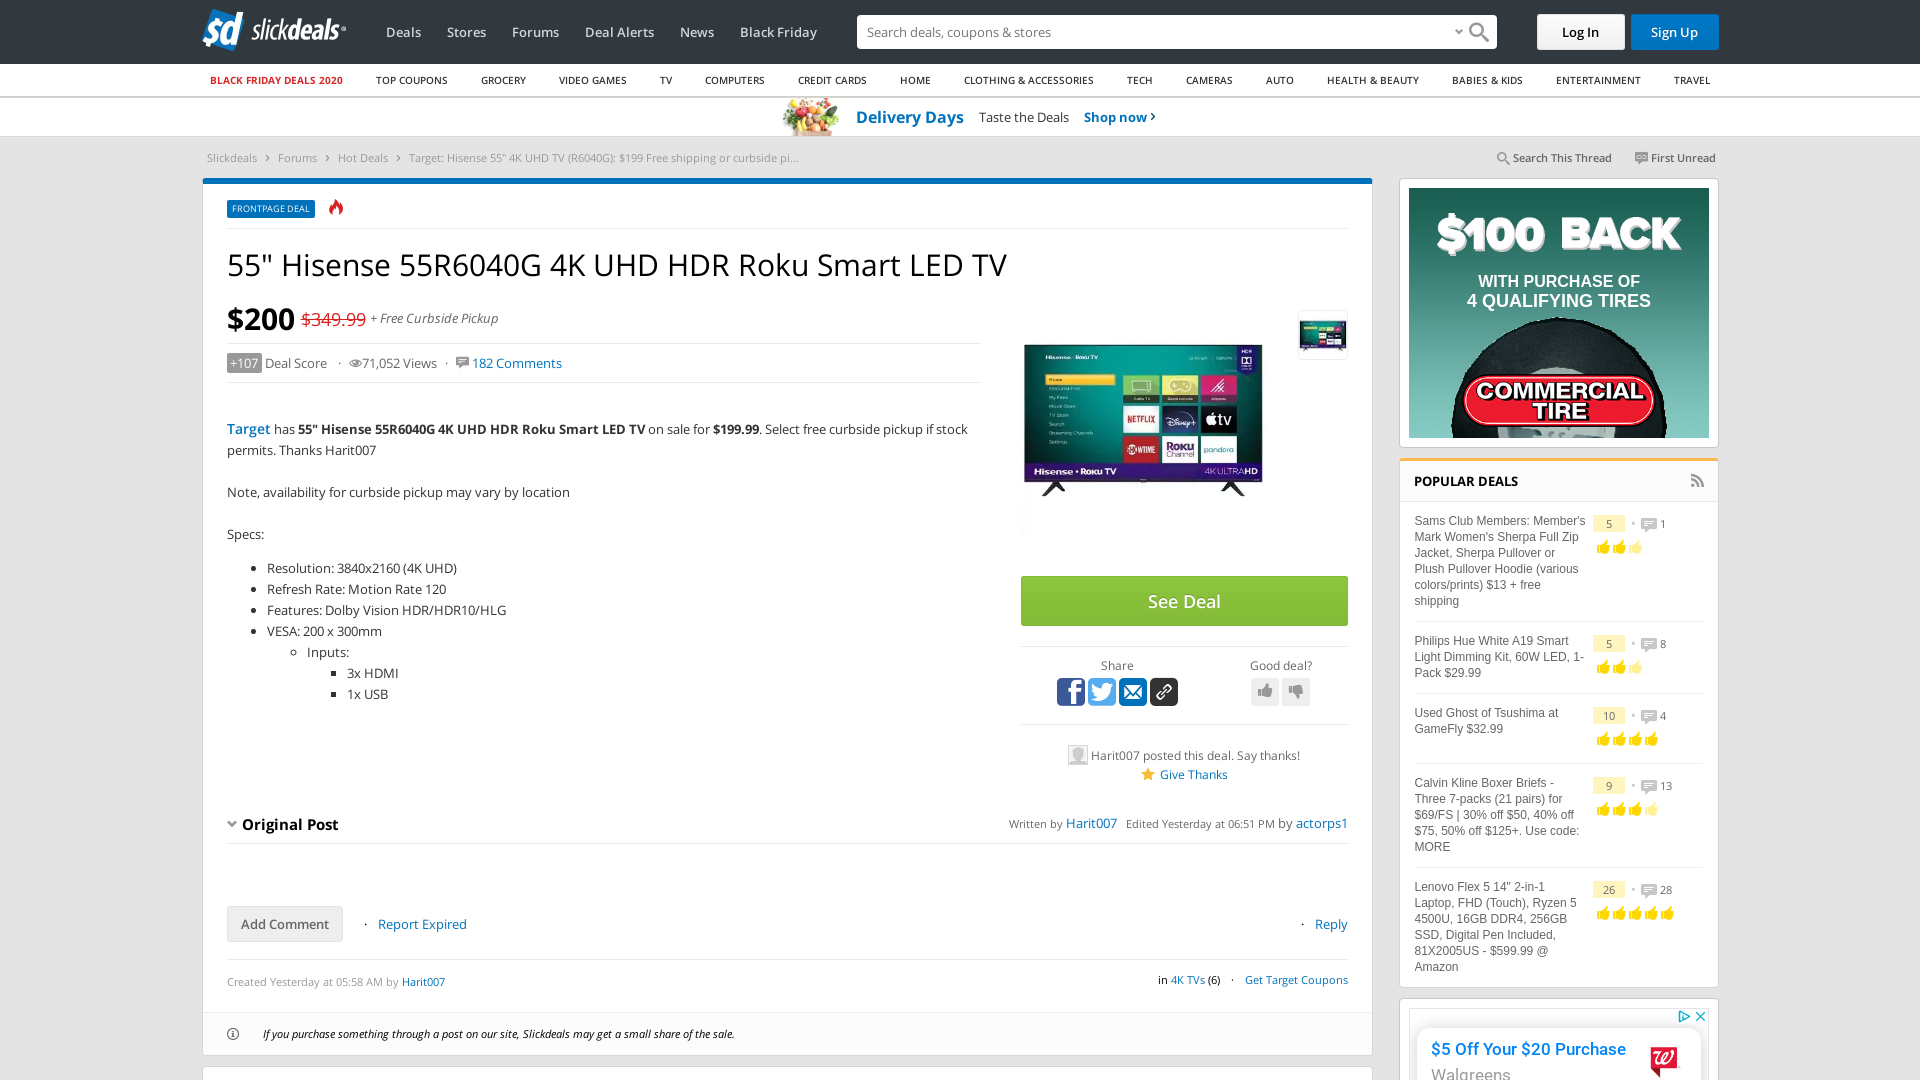 slickdeals
Deals
Stores
Forums
Deal Alerts
News
Black Friday
Search deals, coupons & stores
Log In
Sign Up
BLACK FRIDAY DEALS 2020
TOP COUPONS
GROCERY
VIDEO GAMES
TV
COMPUTERS
CREDIT CARDS
HOME
CLOTHING & ACCESSORIES
TECH
CAMERAS
AUTO
HEALTH & BEAUTY
BABIES & KIDS
ENTERTAINMENT
TRAVEL
Delivery Days Taste the Deals Shop now
Slickdeals > Forums > Hot Deals > Target: Hisense 55" 4K UHD TV (R6040G): $199 Free shipping or curbside pi...
Search This Thread
First Unread
FRONTPAGE DEAL
55" Hisense 55R6040G 4K UHD HDR Roku Smart LED TV
$200 $349.99 + Free Curbside Pickup
+107 Deal Score · 71,052 Views · 182 Comments
Target has 55" Hisense 55R6040G 4K UHD HDR Roku Smart LED TV on sale for $199.99. Select free curbside pickup if stock
permits. Thanks Harit007
Note, availability for curbside pickup may vary by location
Specs:
• Resolution: 3840x2160 (4K UHD)
• Refresh Rate: Motion Rate 120
• Features: Dolby Vision HDR/HDR10/HLG
• VESA: 200 x 300mm
Inputs:
3x HDMI
1x USB
Hisense • Roku TV
HDR
Home
NETFLIX
Disney+
tv
SHOWTIME
Roku
Channel
pandora
Hisense • Roku TV
4K ULTRAHD
See Deal
Share
Good deal?
Harit007 posted this deal. Say thanks!
Give Thanks
Original Post
Written by Harit007 Edited Yesterday at 06:51 PM by actorps1
Add Comment
· Report Expired
· Reply
Created Yesterday at 05:58 AM by Harit007
in 4K TVs (6) · Get Target Coupons
If you purchase something through a post on our site, Slickdeals may get a small share of the sale.
$100 BACK
WITH PURCHASE OF
4 QUALIFYING TIRES
COMMERCIAL
TIRE
POPULAR DEALS
Sams Club Members: Member's
Mark Women's Sherpa Full Zip
Jacket, Sherpa Pullover or
Plush Pullover Hoodie (various
colors/prints) $13 + free
shipping
5 • 1
Philips Hue White A19 Smart
Light Dimming Kit, 60W LED, 1-
Pack $29.99
5 • 8
Used Ghost of Tsushima at
GameFly $32.99
10 • 4
Calvin Kline Boxer Briefs -
Three 7-packs (21 pairs) for
$69/FS | 30% off $50, 40% off
$75, 50% off $125+. Use code:
MORE
9 • 13
Lenovo Flex 5 14" 2-in-1
Laptop, FHD (Touch), Ryzen 5
4500U, 16GB DDR4, 256GB
SSD, Digital Pen Included,
81X2005US - $599.99 @
Amazon
26 • 28
$5 Off Your $20 Purchase
Walgreens